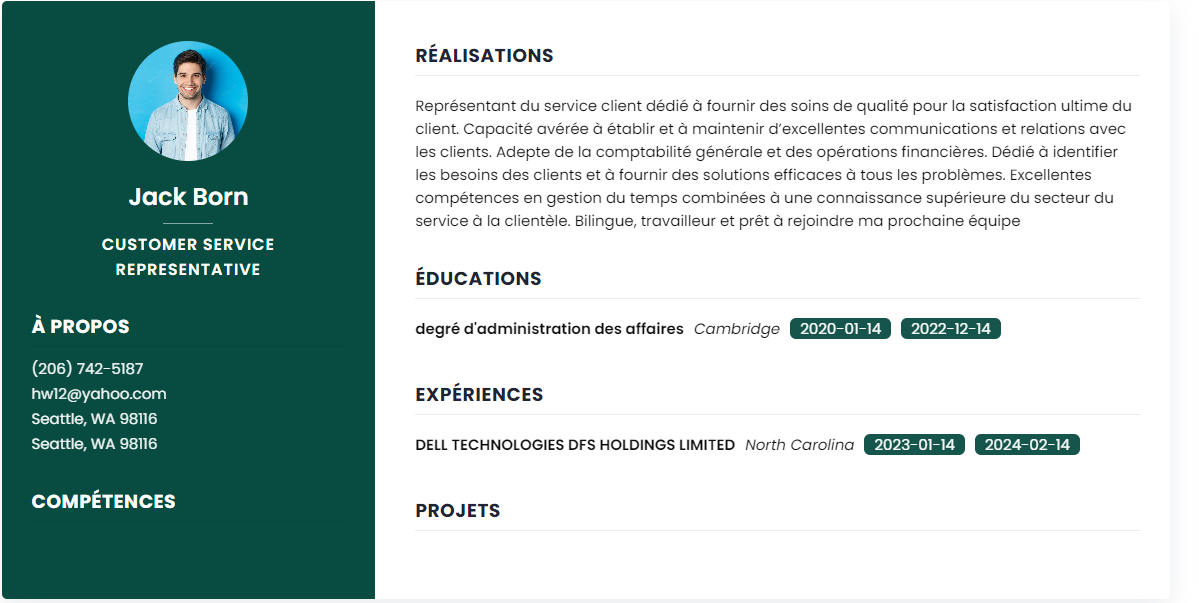 Jack Born
CUSTOMER SERVICE
REPRESENTATIVE
À PROPOS
(206) 742-5187
hw12@yahoo.com
Seattle, WA 98116
Seattle, WA 98116
COMPÉTENCES
RÉALISATIONS
Représentant du service client dédié à fournir des soins de qualité pour la satisfaction ultime du
client. Capacité avérée à établir et à maintenir d’excellentes communications et relations avec
les clients. Adepte de la comptabilité générale et des opérations financières. Dédié à identifier
les besoins des clients et à fournir des solutions efficaces à tous les problèmes. Excellentes
compétences en gestion du temps combinées à une connaissance supérieure du secteur du
service à la clientèle. Bilingue, travailleur et prêt à rejoindre ma prochaine équipe
ÉDUCATIONS
degré d'administration des affaires Cambridge 2020-01-14 2022-12-14
EXPÉRIENCES
DELL TECHNOLOGIES DFS HOLDINGS LIMITED North Carolina 2023-01-14 2024-02-14
PROJETS